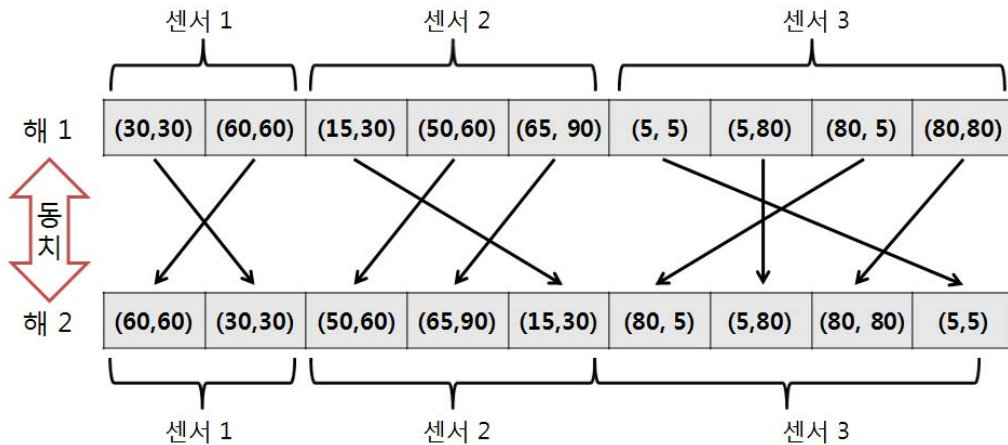 센서 1 센서 2 센서 3
해 1 (30,30) (60,60) (15,30) (50,60) (65, 90) (5, 5) (5,80) (80, 5) (80,80)
동
치
해 2 (60,60) (30,30) (50,60) (65,90) (15,30) (80, 5) (5,80) (80, 80) (5,5)
센서 1 센서 2 센서 3